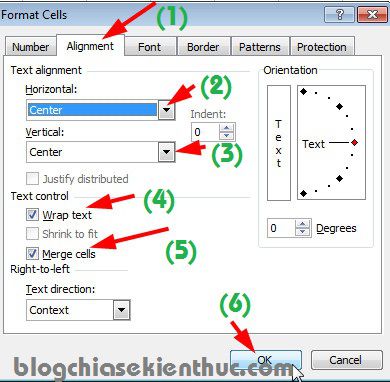 Format Cells
(1)
Number Alignment Font Border Patterns Protection
Text alignment
Orientation
Horizontal:
Center
(2)
Indent:
0
Vertical:
Center
(3)
Text
Text
Justify distributed
Text control
(4)
Wrap text
Shrink to fit
0 Degrees
Merge cells
(5)
Right-to-left
Text direction:
Context
(6)
OK Cancel
blogchiasekienthuc.com